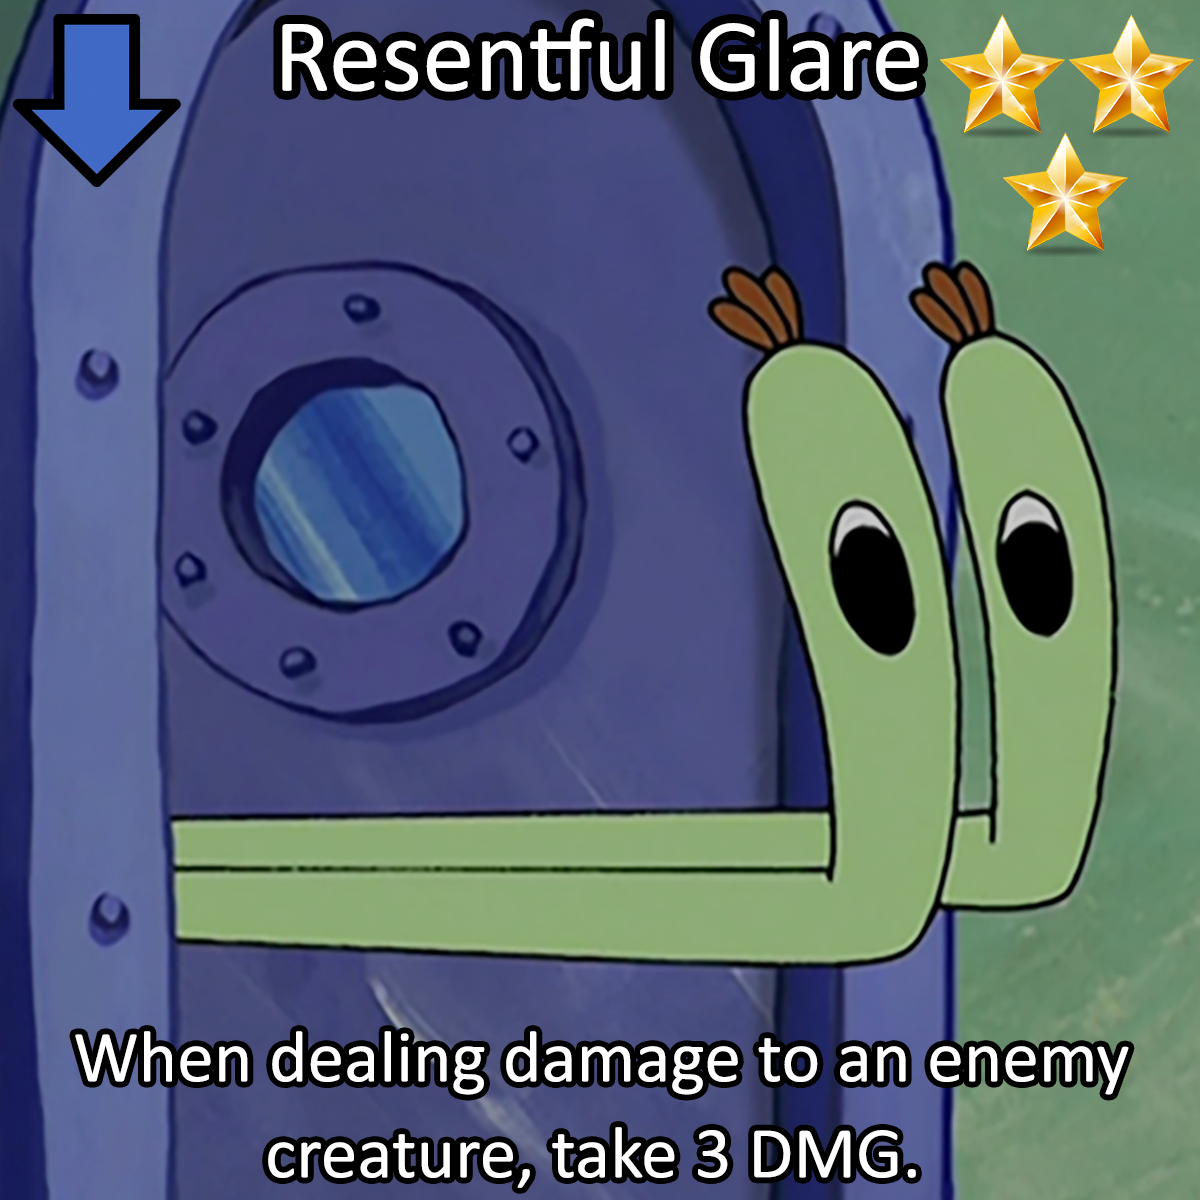 Resentful Glare
When dealing damage to an enemy
creature, take 3 DMG.